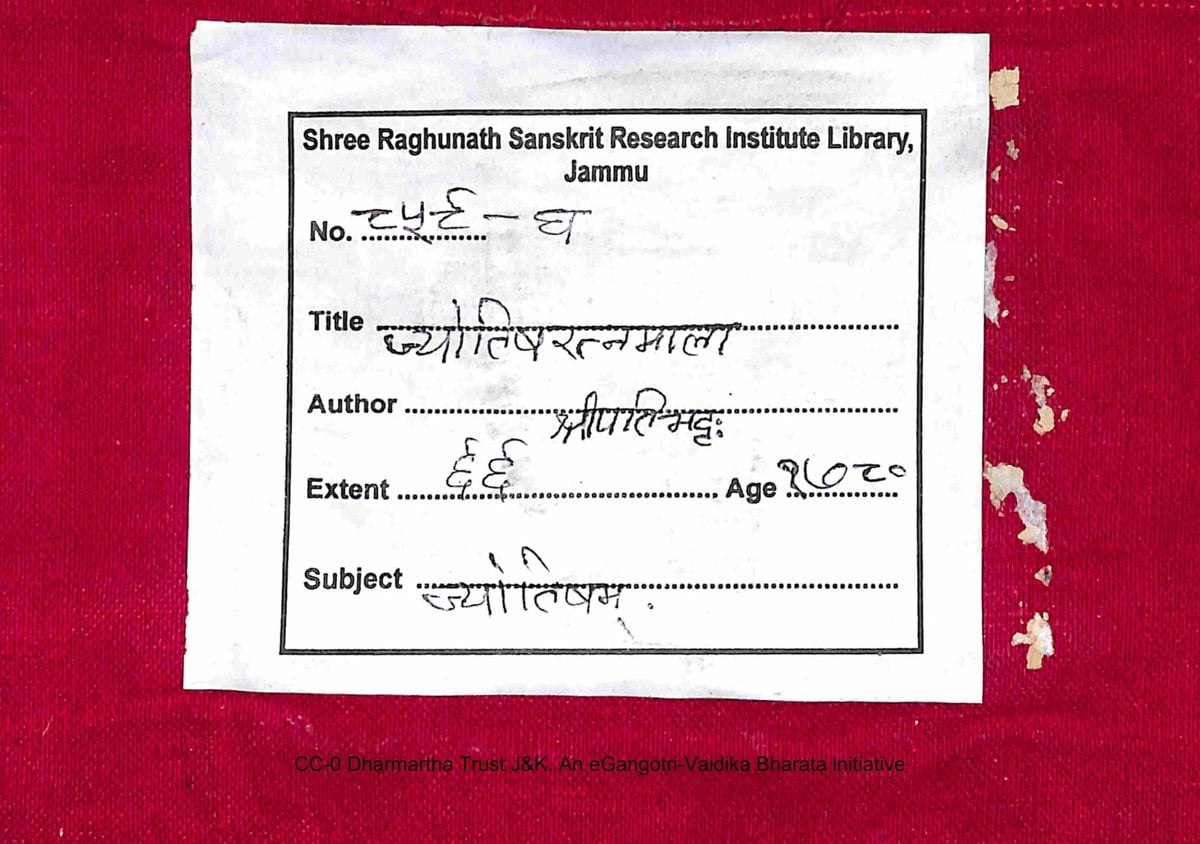 Shree Raghunath Sanskrit Research Institute Library,
Jammu
No. ८५६ - घ
Title ज्योतिषरत्नमाला
Author श्रीपतिभट्टः
Extent ६६ Age १७८०
Subject ज्योतिषम्.
CC-0 Dharmartha Trust J&K. An eGangotri-Vaidika Bharata Initiative